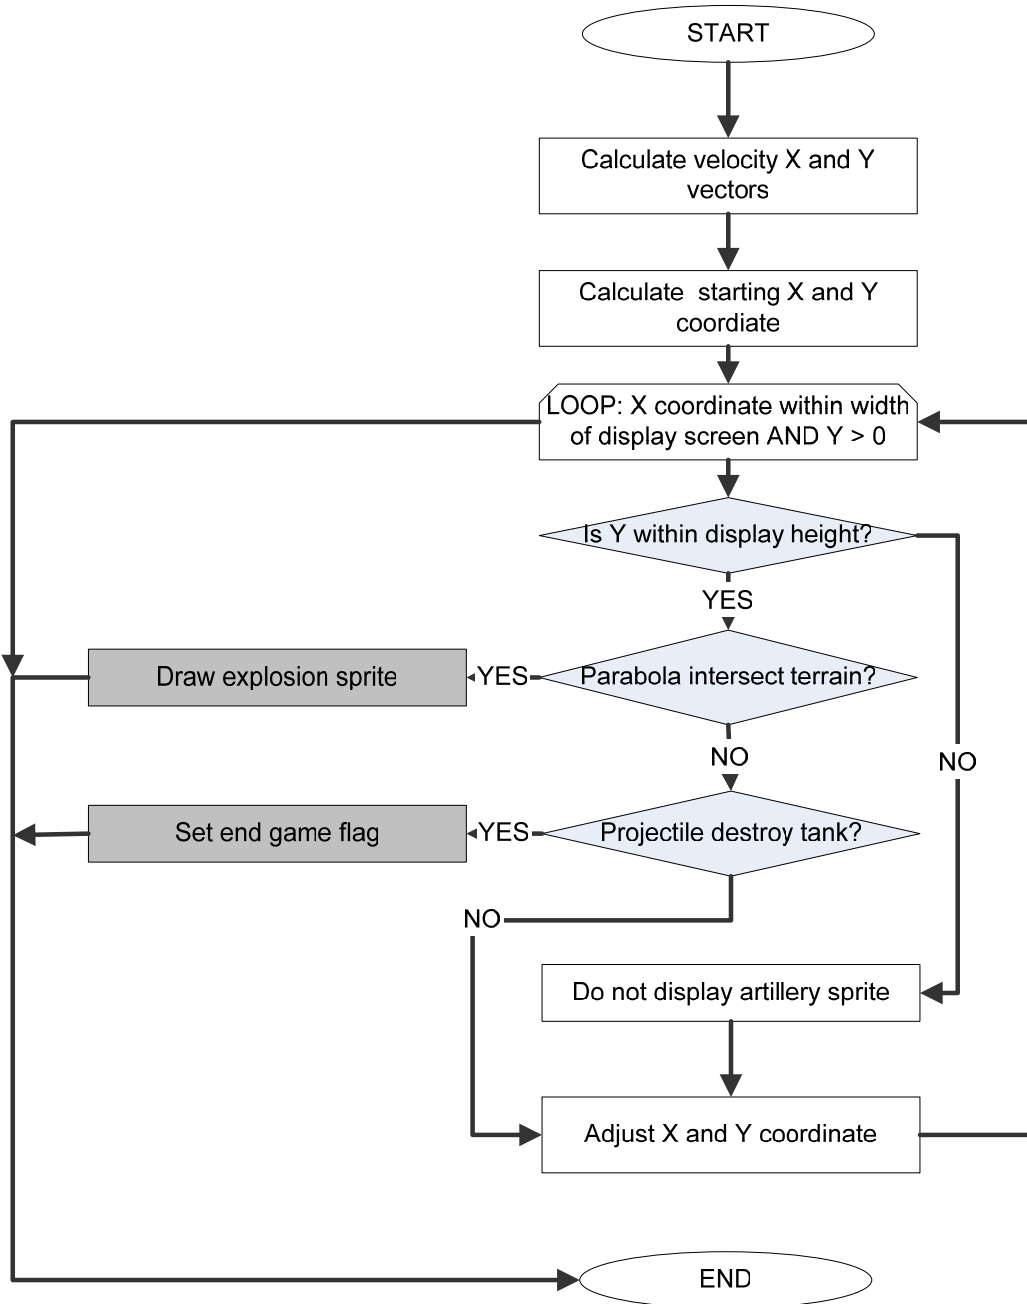 START
Calculate velocity X and Y
vectors
Calculate starting X and Y
coordiate
LOOP: X coordinate within width
of display screen AND Y > 0
Is Y within display height?
YES
Draw explosion sprite
YES
Parabola intersect terrain?
NO
NO
Set end game flag
YES
Projectile destroy tank?
NO
Do not display artillery sprite
Adjust X and Y coordinate
END